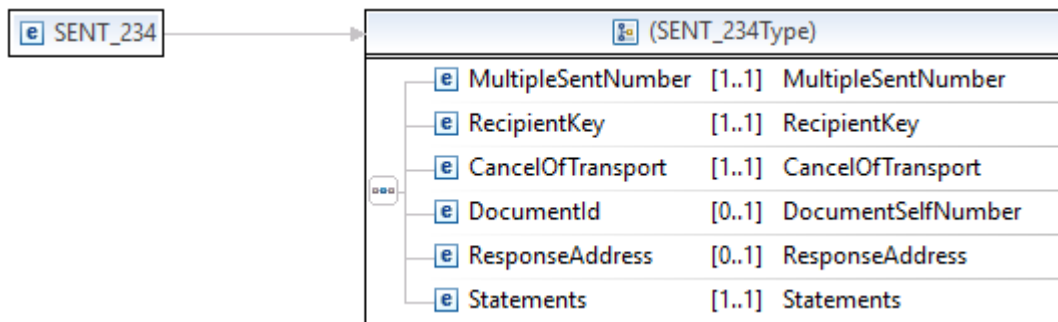 e SENT_234
(SENT_234Type)
e MultipleSentNumber [1..1] MultipleSentNumber
e RecipientKey [1..1] RecipientKey
e CancelOfTransport [1..1] CancelOfTransport
e DocumentId [0..1] DocumentSelfNumber
e ResponseAddress [0..1] ResponseAddress
e Statements [1..1] Statements